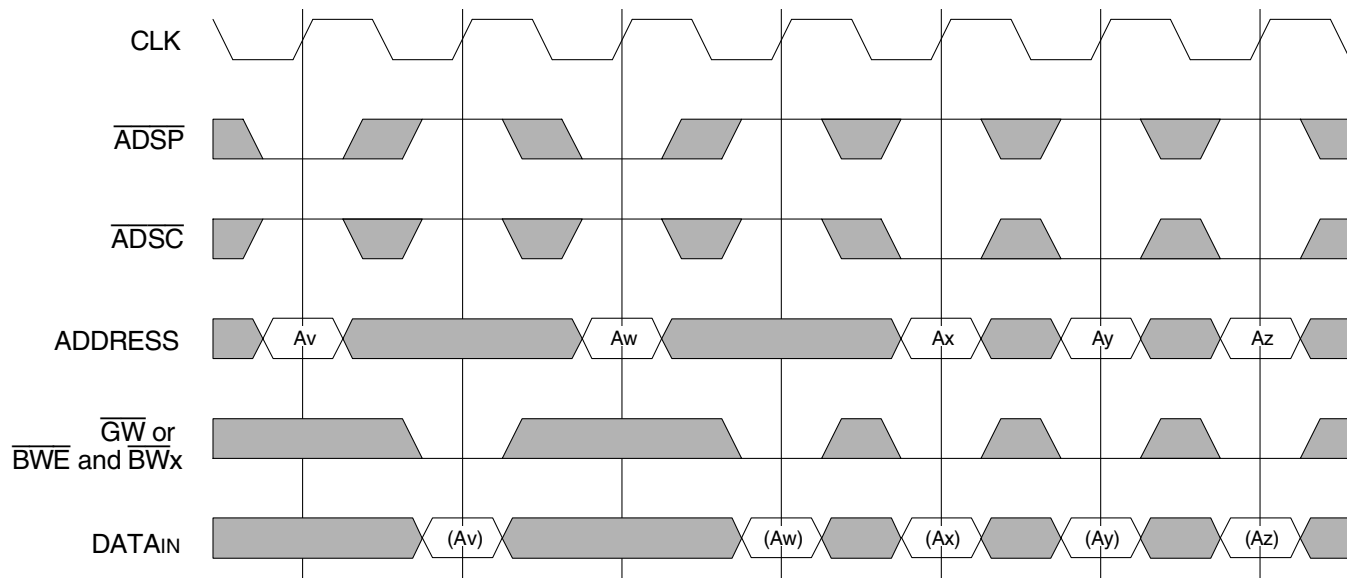 CLK
ADSP
ADSC
ADDRESS
Av
Aw
Ax
Ay
Az
GW or
BWE and BWx
DATAIN
(Av)
(Aw)
(Ax)
(Ay)
(Az)